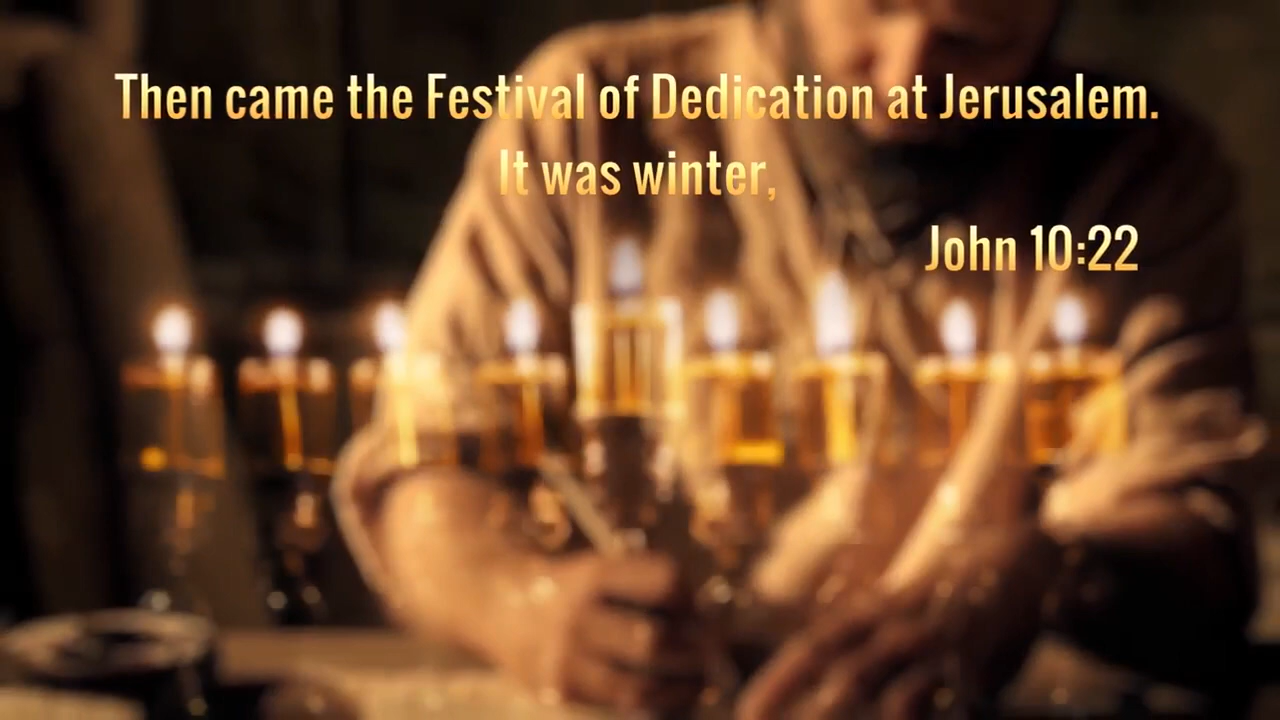 Then came the Festival of Dedication at Jerusalem.
It was winter,
John 10:22